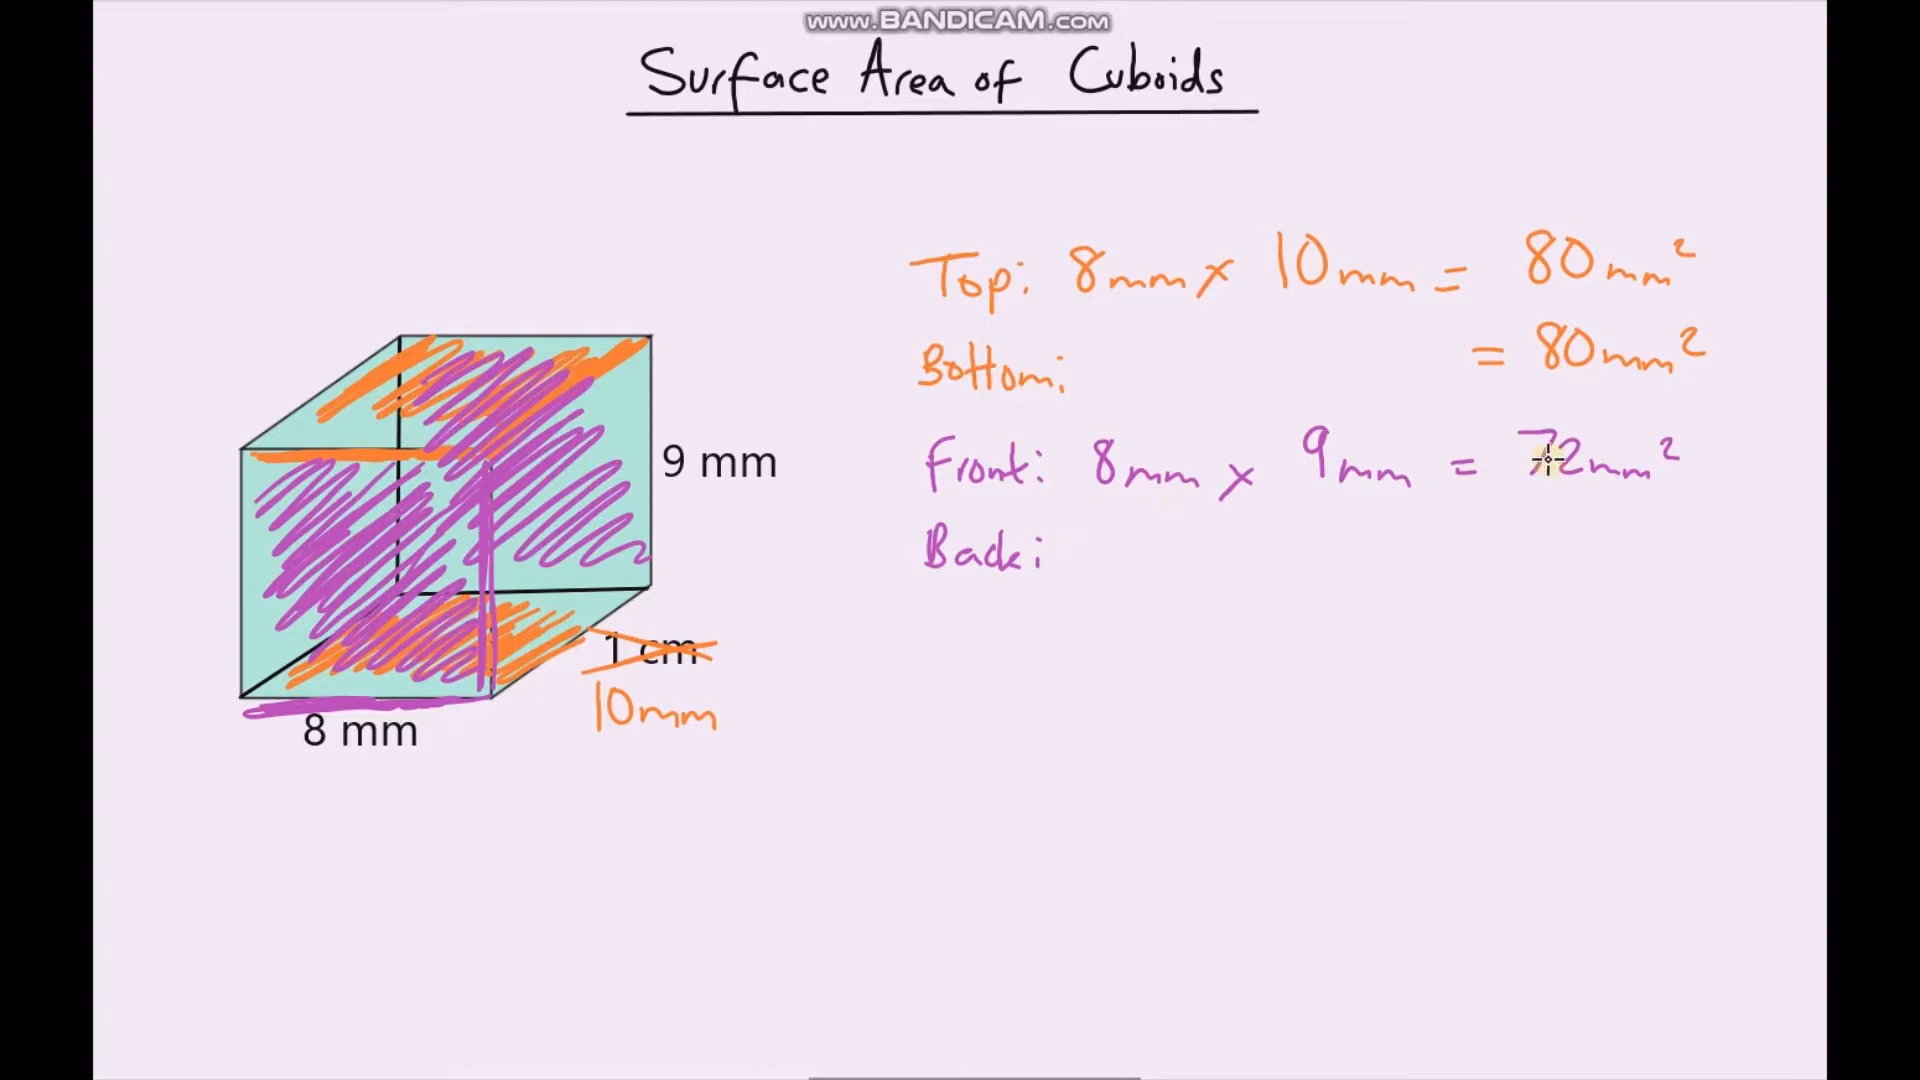 www.BANDICAM.com
Surface Area of Cuboids
Top: 8mm x 10mm = 80mm²
Bottom: = 80mm²
9 mm
Front: 8mm x 9mm = 72mm²
Back:
1 cm
10mm
8 mm